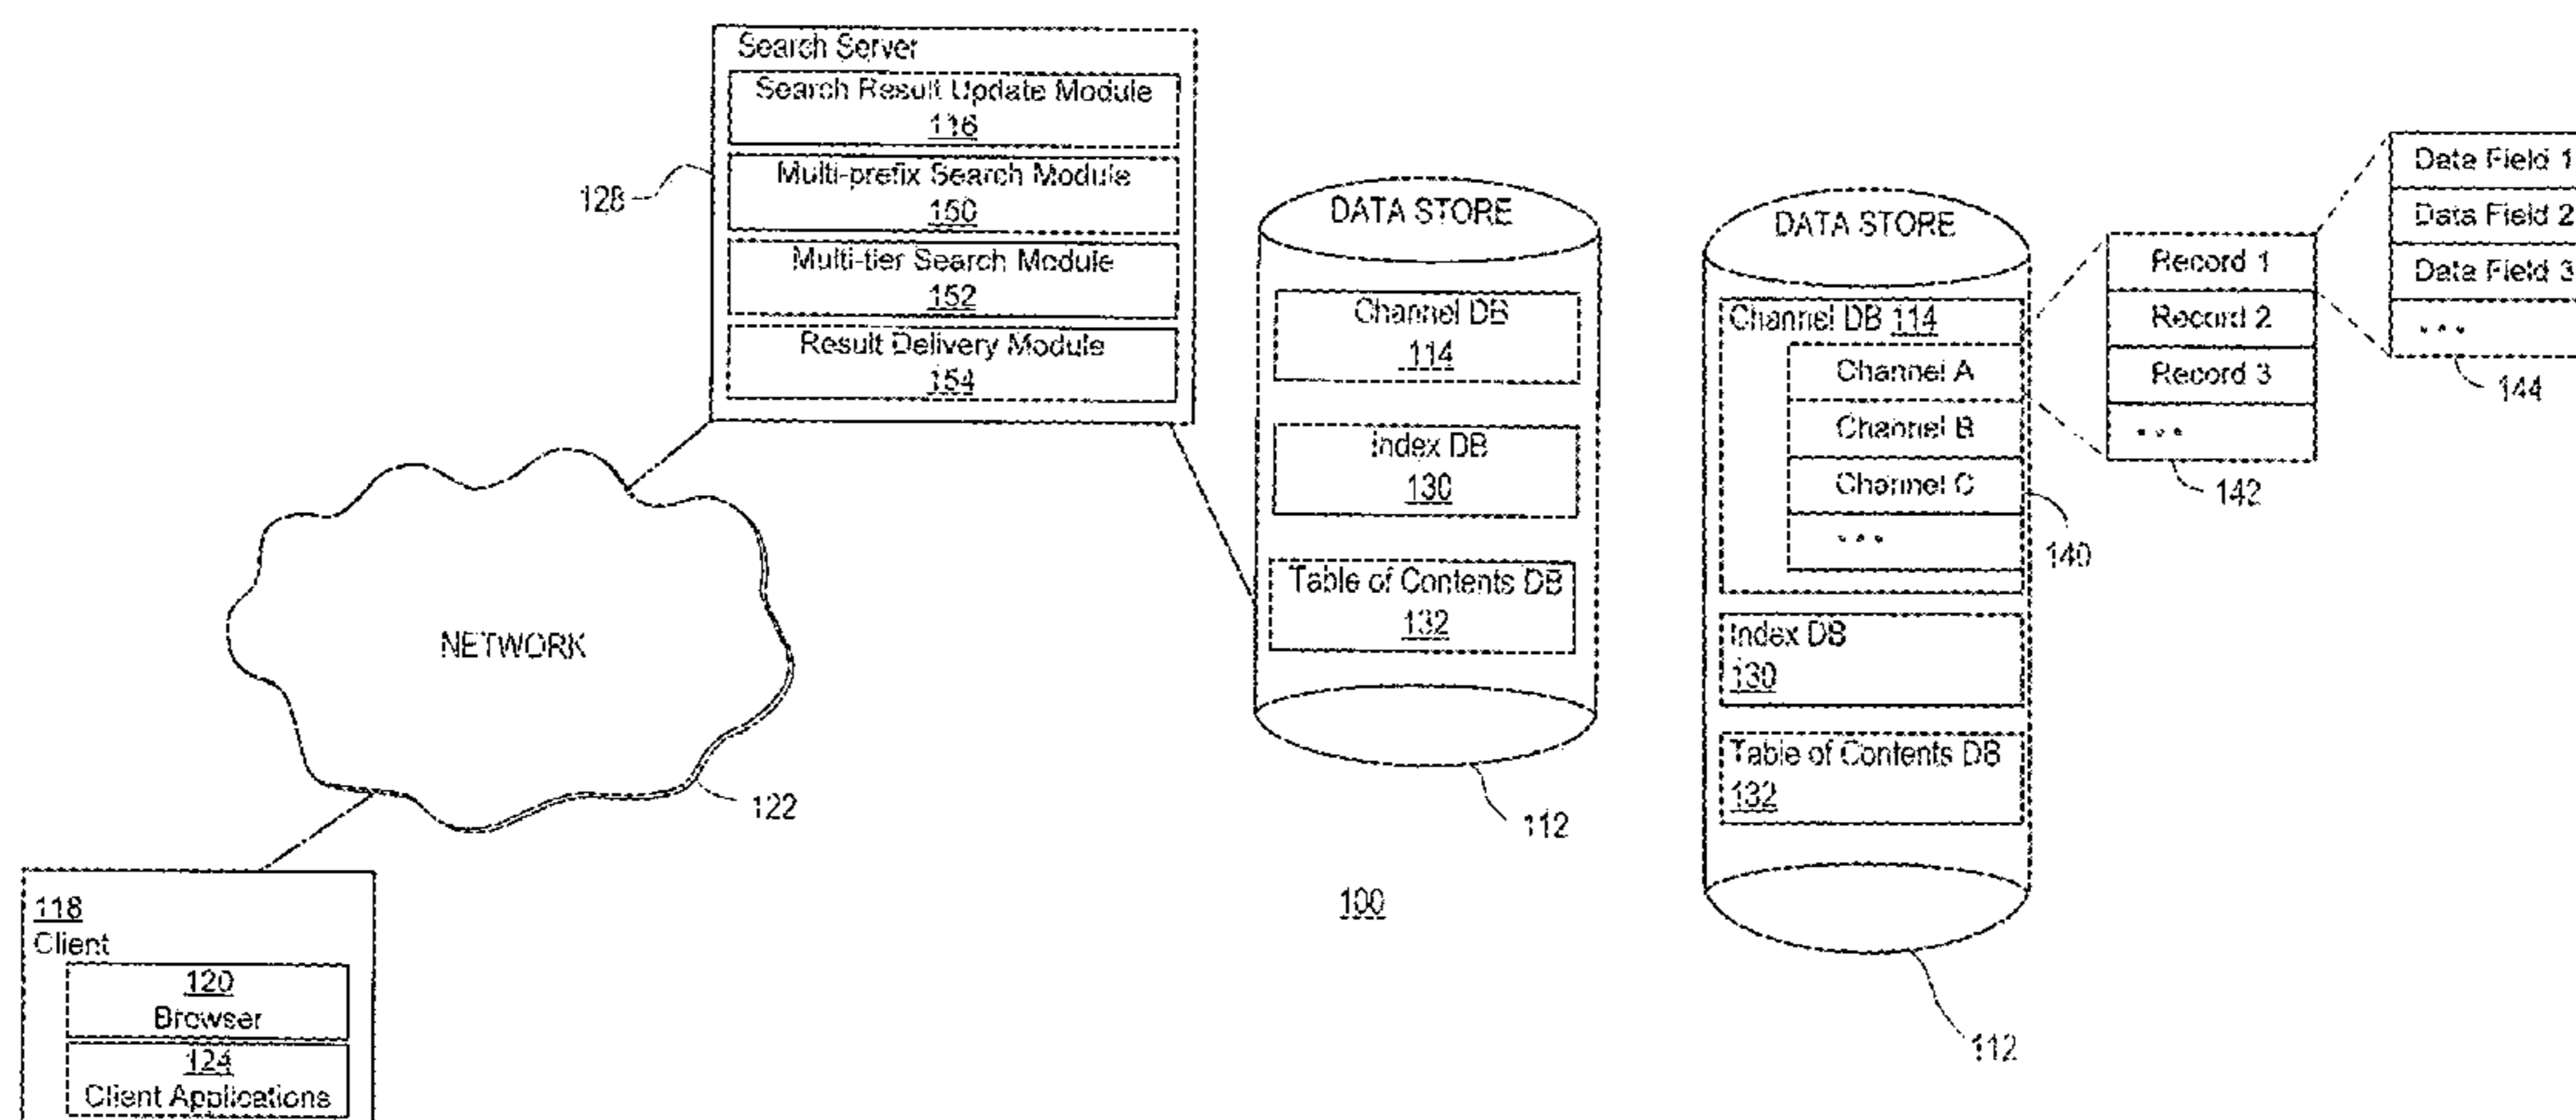 Search Server
Search Result Update Module
116
Multi-prefix Search Module
150
Multi-tier Search Module
152
Result Delivery Module
154
128
NETWORK
122
118
Client
120
Browser
124
Client Applications
DATA STORE
Channel DB
114
Index DB
130
Table of Contents DB
132
112
100
DATA STORE
Channel DB 114
Channel A
Channel B
Channel C
...
140
Index DB
130
Table of Contents DB
132
112
Record 1
Record 2
Record 3
...
142
Data Field 1
Data Field 2
Data Field 3
...
144